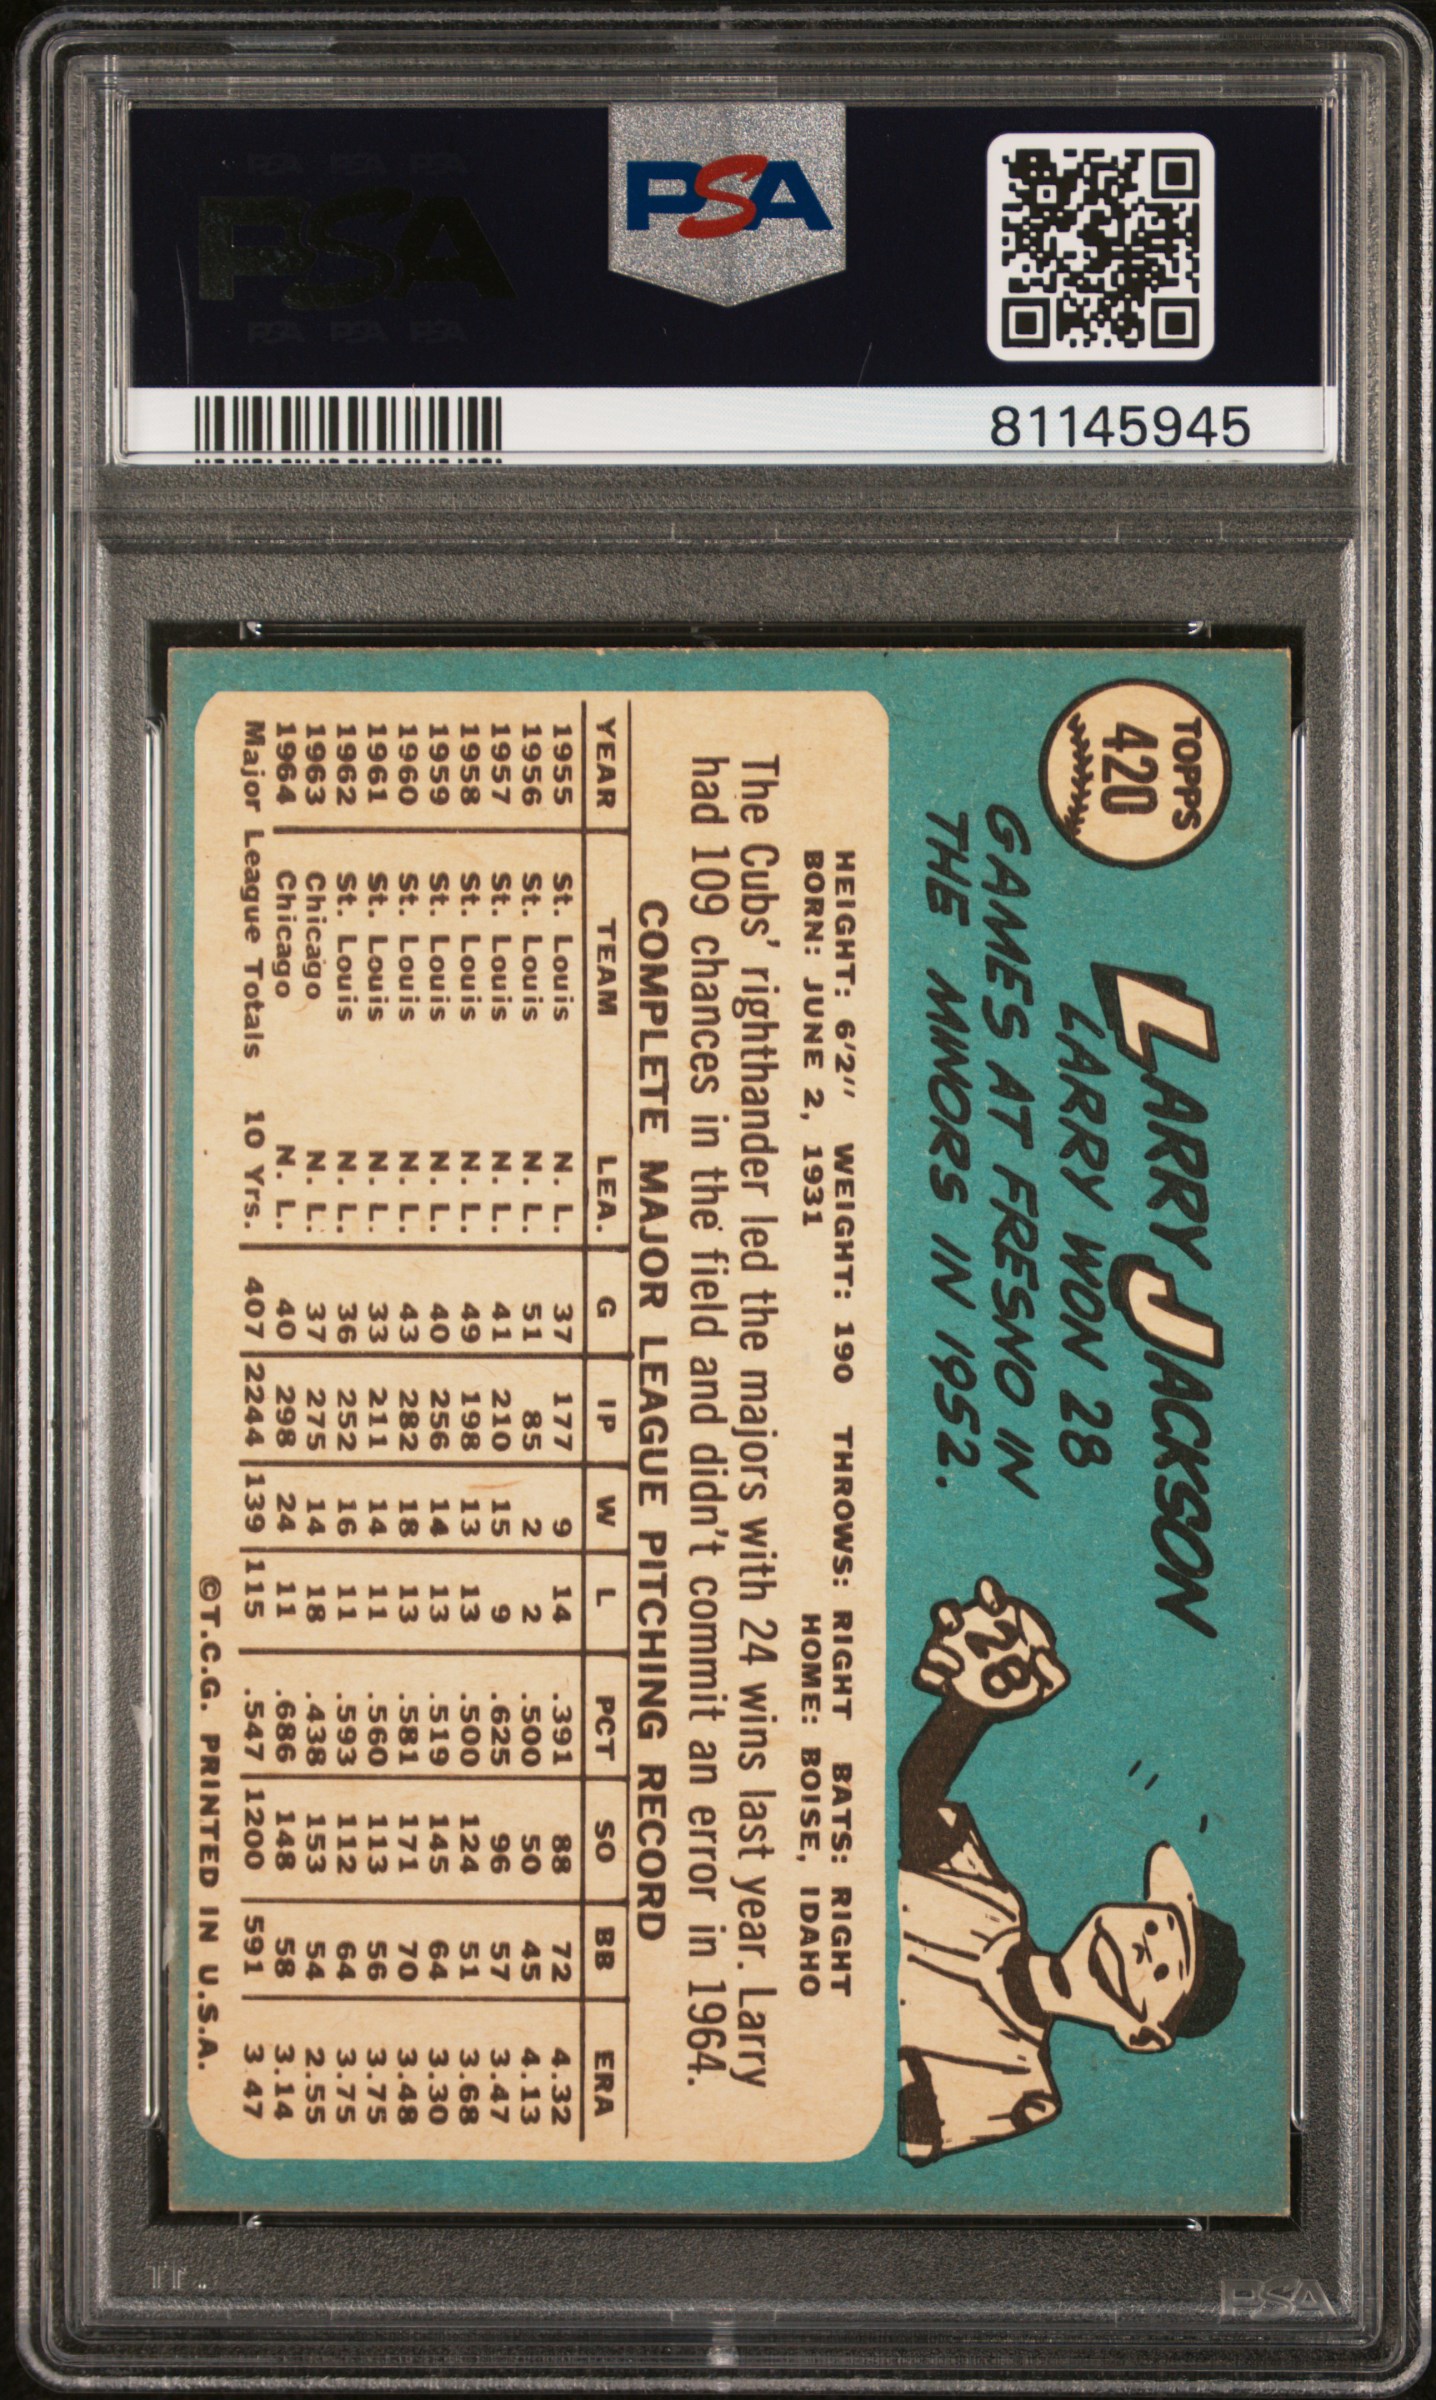 PSA PSA PSA
PSA
PSA PSA PSA
PSA
81145945
TOPPS
420
LARRY JACKSON
LARRY WON 28
GAMES AT FRESNO IN
THE MINORS IN 1952.
28
HEIGHT: 6'2" WEIGHT: 190 THROWS: RIGHT BATS: RIGHT
BORN: JUNE 2, 1931 HOME: BOISE, IDAHO
The Cubs' righthander led the majors with 24 wins last year. Larry
had 109 chances in the field and didn't commit an error in 1964.
COMPLETE MAJOR LEAGUE PITCHING RECORD
YEAR TEAM LEA. G IP W L PCT SO BB ERA
1955 St. Louis N. L. 37 177 9 14 .391 88 72 4.32
1956 St. Louis N. L. 51 85 2 2 .500 50 45 4.13
1957 St. Louis N. L. 41 210 15 9 .625 96 57 3.47
1958 St. Louis N. L. 49 198 13 13 .500 124 51 3.68
1959 St. Louis N. L. 40 256 14 13 .519 145 64 3.30
1960 St. Louis N. L. 43 282 18 13 .581 171 70 3.48
1961 St. Louis N. L. 33 211 14 11 .560 113 56 3.75
1962 St. Louis N. L. 36 252 16 11 .593 112 64 3.75
1963 Chicago N. L. 37 275 14 18 .438 153 54 2.55
1964 Chicago N. L. 40 298 24 11 .686 148 58 3.14
Major League Totals 10 Yrs. 407 2244 139 115 .547 1200 591 3.47
©T.C.G. PRINTED IN U.S.A.
PSA